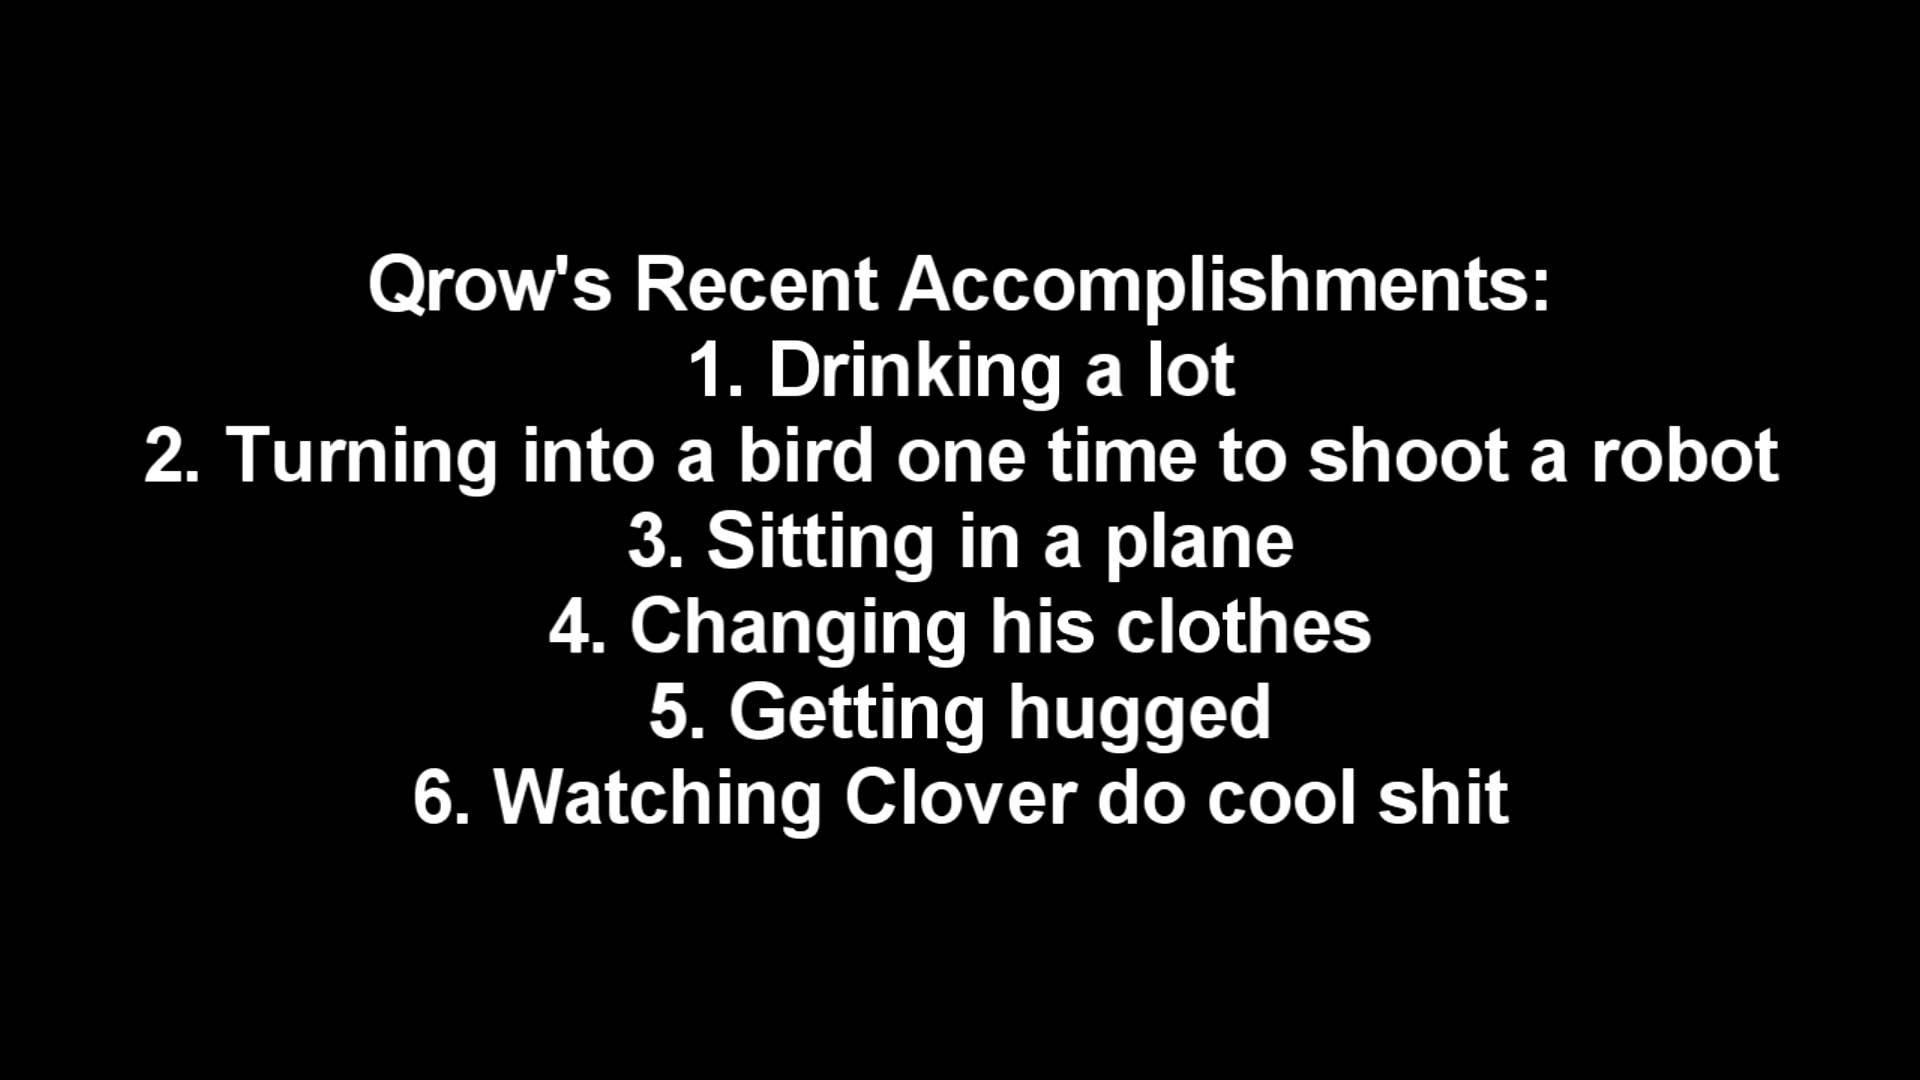 Qrow's Recent Accomplishments:
1. Drinking a lot
2. Turning into a bird one time to shoot a robot
3. Sitting in a plane
4. Changing his clothes
5. Getting hugged
6. Watching Clover do cool shit